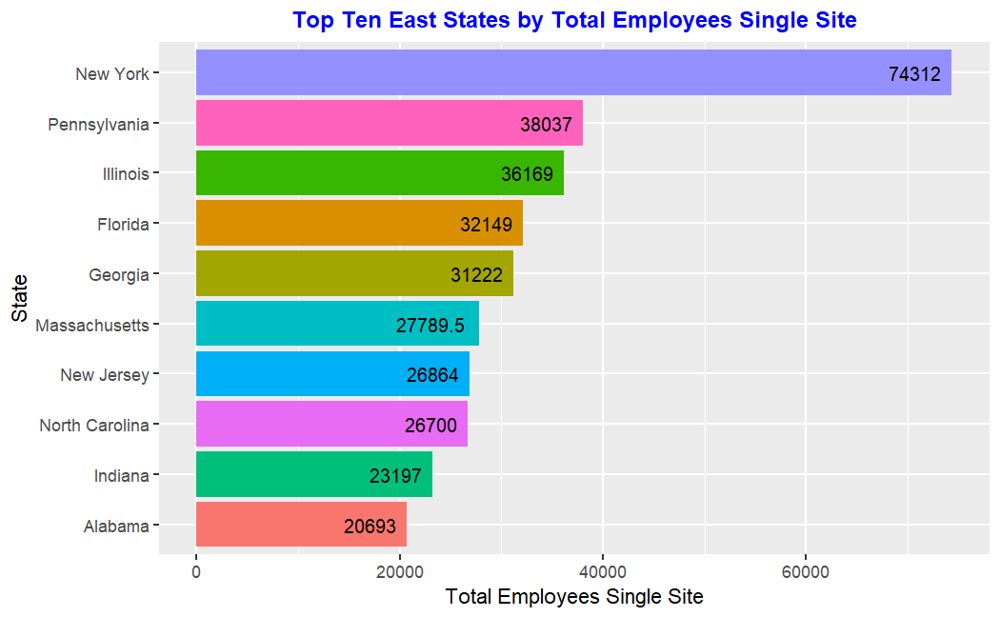 Top Ten East States by Total Employees Single Site
New York 74312
Pennsylvania 38037
Illinois 36169
Florida 32149
Georgia 31222
State
Massachusetts 27789.5
New Jersey 26864
North Carolina 26700
Indiana 23197
Alabama 20693
0 20000 40000 60000
Total Employees Single Site